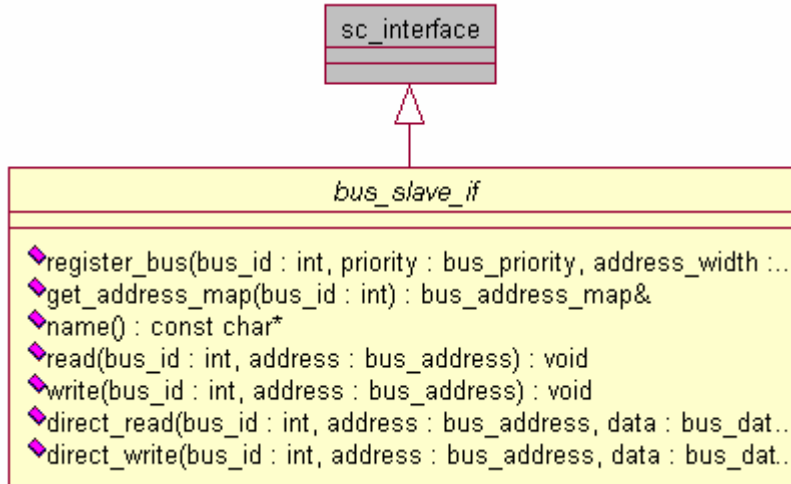 sc_interface
bus_slave_if
register_bus(bus_id : int, priority : bus_priority, address_width :...
get_address_map(bus_id : int) : bus_address_map&
name() : const char*
read(bus_id : int, address : bus_address) : void
write(bus_id : int, address : bus_address) : void
direct_read(bus_id : int, address : bus_address, data : bus_dat...
direct_write(bus_id : int, address : bus_address, data : bus_dat...